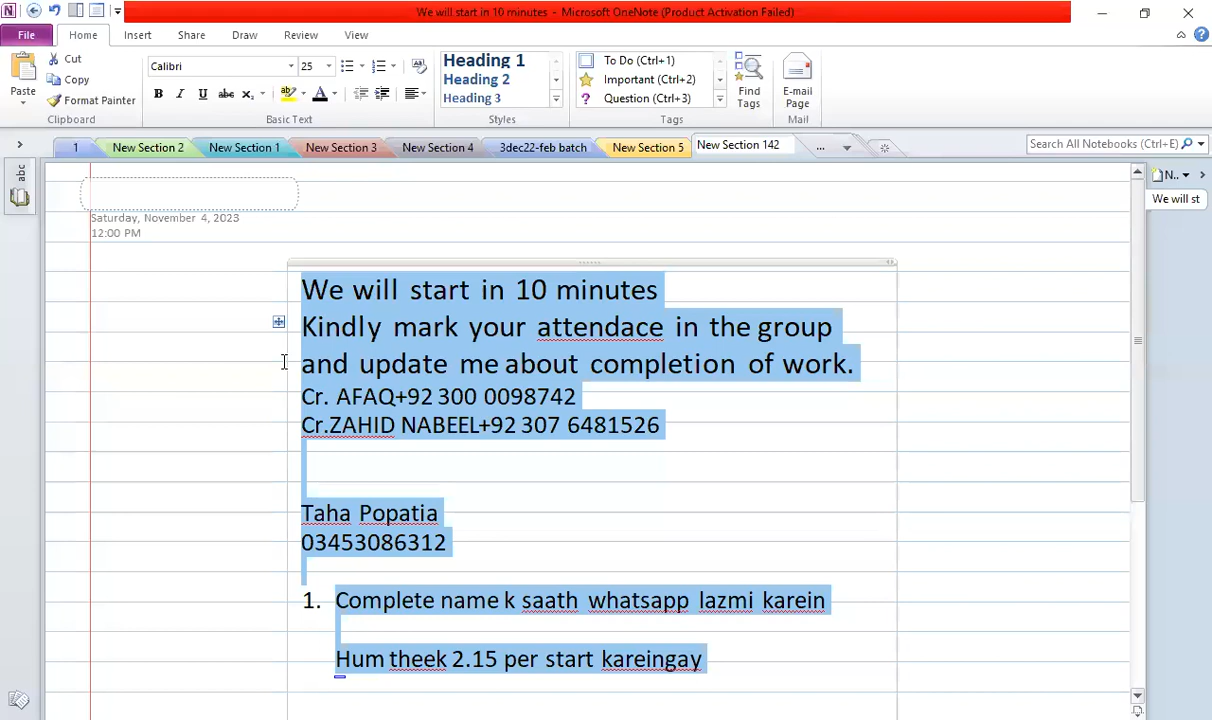 We will start in 10 minutes - Microsoft OneNote (Product Activation Failed)
File Home Insert Share Draw Review View
Paste
Cut
Copy
Format Painter
Clipboard
Calibri 25
B I U abc x₂ A
Basic Text
Heading 1
Heading 2
Heading 3
Styles
To Do (Ctrl+1)
Important (Ctrl+2)
Question (Ctrl+3)
Tags
Find Tags
E-mail Page
Mail
1 New Section 2 New Section 1 New Section 3 New Section 4 3dec22-feb batch New Section 5 New Section 142 ... Search All Notebooks (Ctrl+E)
abc
N..
We will st
Saturday, November 4, 2023
12:00 PM
We will start in 10 minutes
Kindly mark your attendace in the group
and update me about completion of work.
Cr. AFAQ+92 300 0098742
Cr.ZAHID NABEEL+92 307 6481526
Taha Popatia
03453086312
1. Complete name k saath whatsapp lazmi karein
Hum theek 2.15 per start kareingay